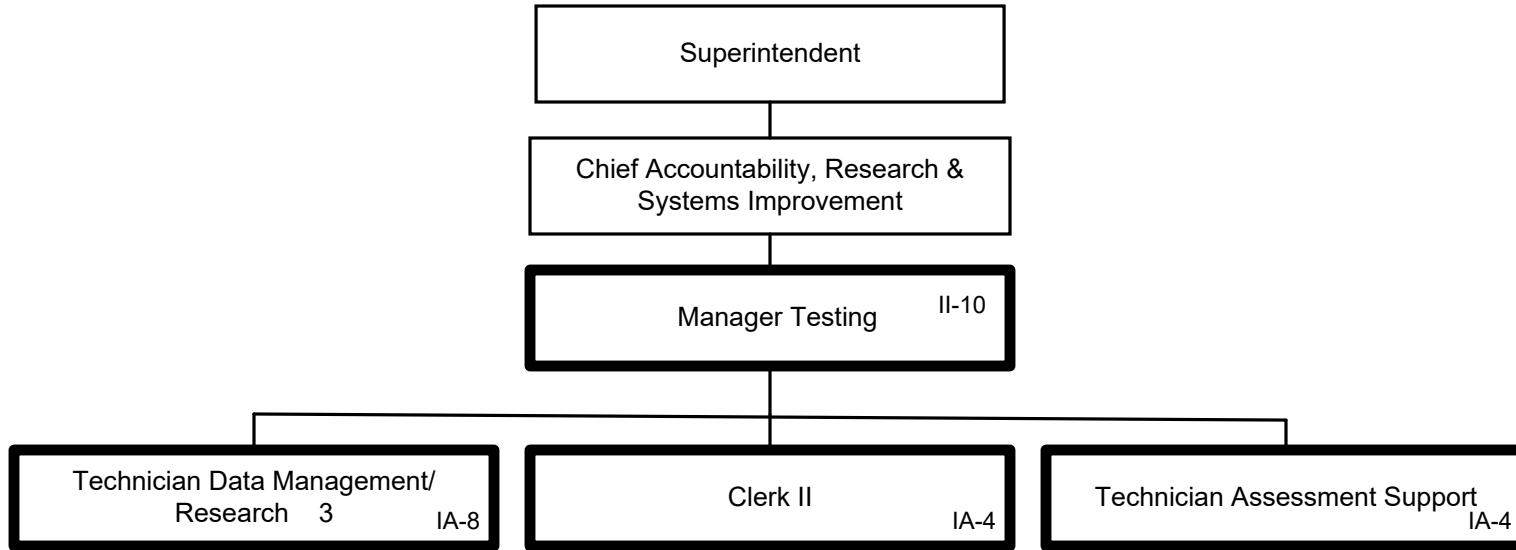 Superintendent
Chief Accountability, Research &
Systems Improvement
Manager Testing
II-10
Technician Data Management/
Research 3
IA-8
Clerk II
IA-4
Technician Assessment Support
IA-4